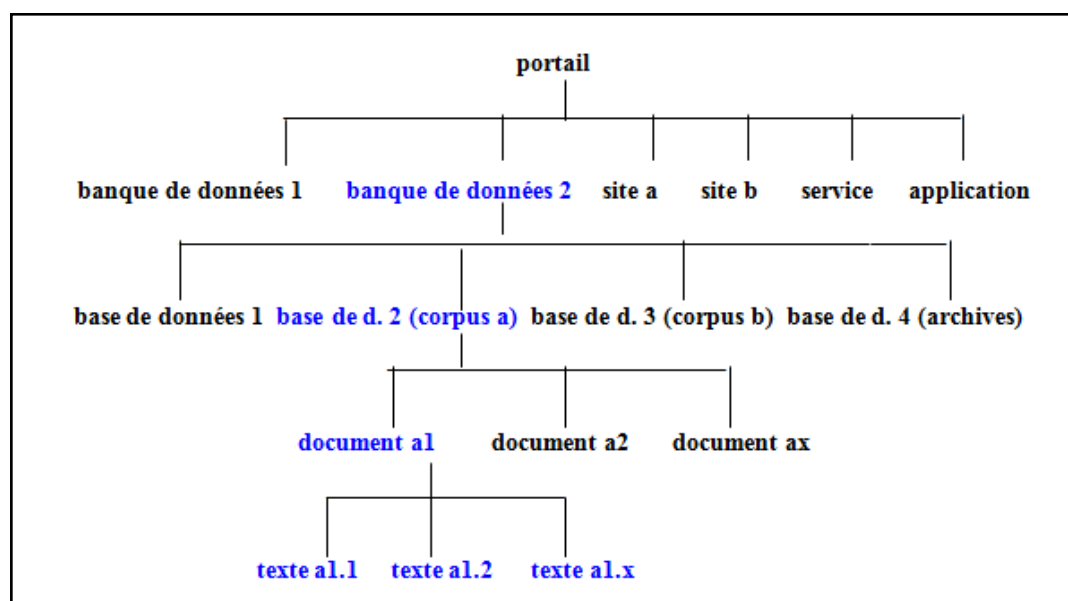 portail
banque de données 1 banque de données 2 site a site b service application
base de données 1 base de d. 2 (corpus a) base de d. 3 (corpus b) base de d. 4 (archives)
document a1 document a2 document ax
texte a1.1 texte a1.2 texte a1.x